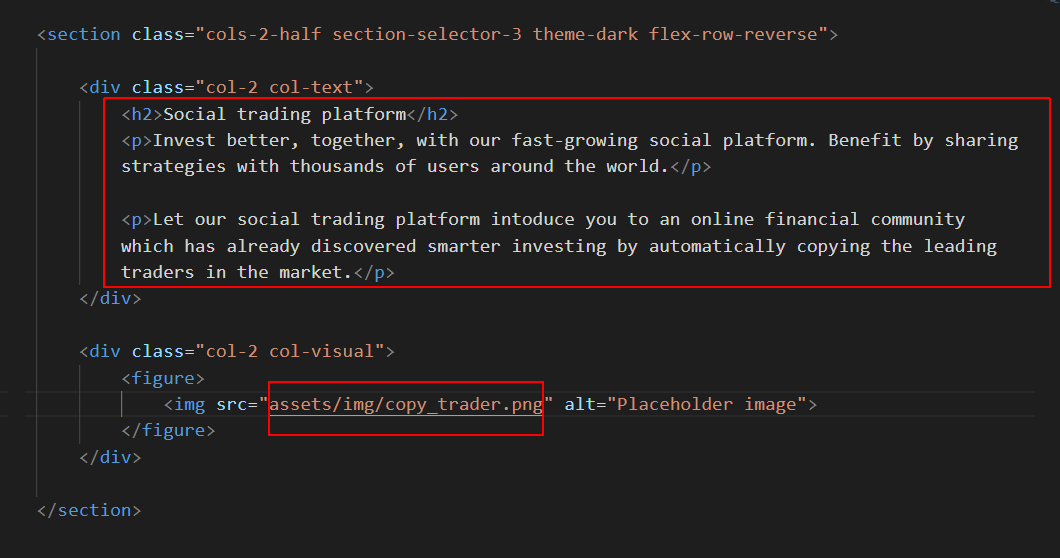 <section class="cols-2-half section-selector-3 theme-dark flex-row-reverse">
<div class="col-2 col-text">
<h2>Social trading platform</h2>
<p>Invest better, together, with our fast-growing social platform. Benefit by sharing
strategies with thousands of users around the world.</p>
<p>Let our social trading platform intoduce you to an online financial community
which has already discovered smarter investing by automatically copying the leading
traders in the market.</p>
</div>
<div class="col-2 col-visual">
<figure>
<img src="assets/img/copy_trader.png" alt="Placeholder image">
</figure>
</div>
</section>